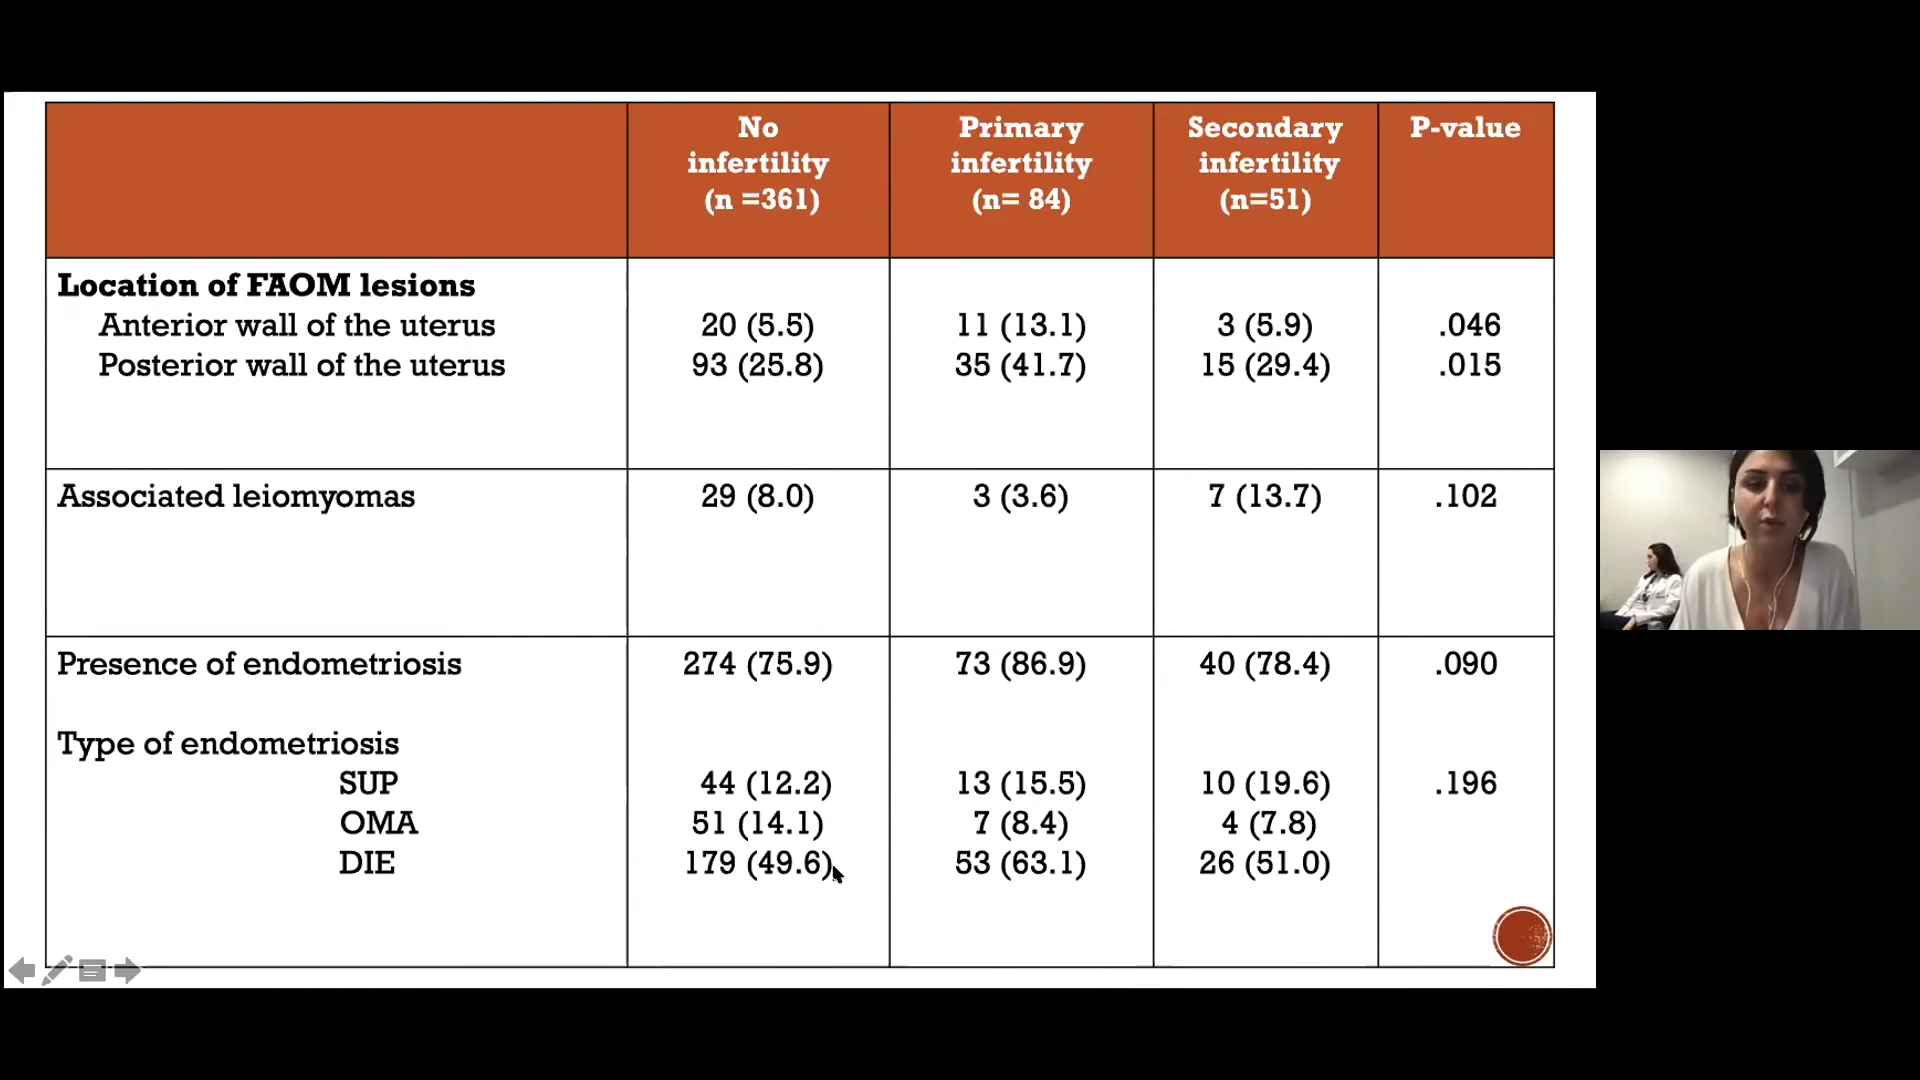 No infertility (n =361)
Primary infertility (n= 84)
Secondary infertility (n=51)
P-value
Location of FAOM lesions
Anterior wall of the uterus 20 (5.5) 11 (13.1) 3 (5.9) .046
Posterior wall of the uterus 93 (25.8) 35 (41.7) 15 (29.4) .015
Associated leiomyomas 29 (8.0) 3 (3.6) 7 (13.7) .102
Presence of endometriosis 274 (75.9) 73 (86.9) 40 (78.4) .090
Type of endometriosis
SUP 44 (12.2) 13 (15.5) 10 (19.6) .196
OMA 51 (14.1) 7 (8.4) 4 (7.8)
DIE 179 (49.6) 53 (63.1) 26 (51.0)